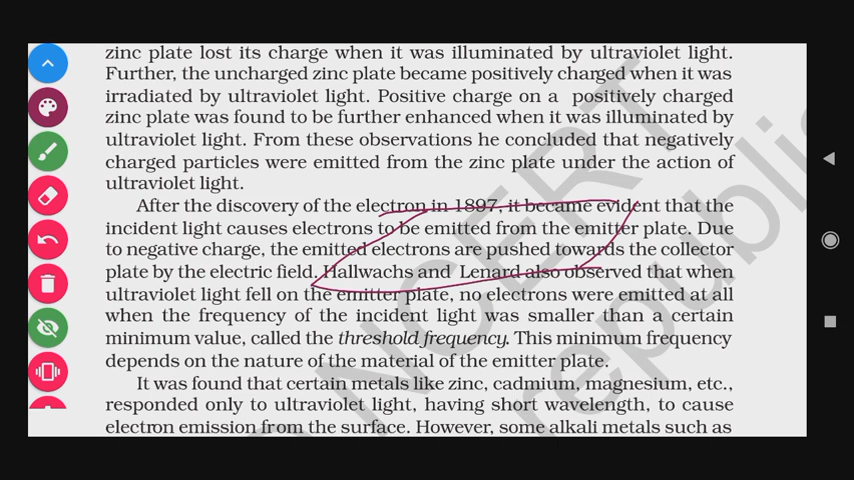 zinc plate lost its charge when it was illuminated by ultraviolet light.
Further, the uncharged zinc plate became positively charged when it was
irradiated by ultraviolet light. Positive charge on a positively charged
zinc plate was found to be further enhanced when it was illuminated by
ultraviolet light. From these observations he concluded that negatively
charged particles were emitted from the zinc plate under the action of
ultraviolet light.
After the discovery of the electron in 1897, it became evident that the
incident light causes electrons to be emitted from the emitter plate. Due
to negative charge, the emitted electrons are pushed towards the collector
plate by the electric field. Hallwachs and Lenard also observed that when
ultraviolet light fell on the emitter plate, no electrons were emitted at all
when the frequency of the incident light was smaller than a certain
minimum value, called the threshold frequency. This minimum frequency
depends on the nature of the material of the emitter plate.
It was found that certain metals like zinc, cadmium, magnesium, etc.,
responded only to ultraviolet light, having short wavelength, to cause
electron emission from the surface. However, some alkali metals such as
NCERT
republi